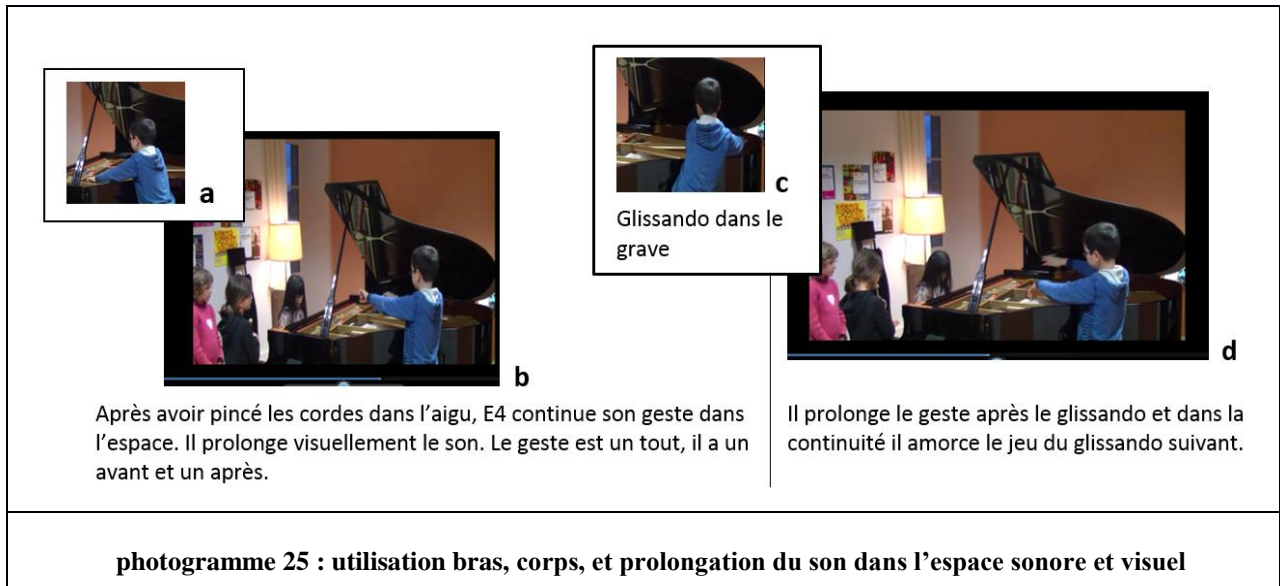 a
b
Après avoir pincé les cordes dans l’aigu, E4 continue son geste dans
l’espace. Il prolonge visuellement le son. Le geste est un tout, il a un
avant et un après.
c
Glissando dans le
grave
d
Il prolonge le geste après le glissando et dans la
continuité il amorce le jeu du glissando suivant.
photogramme 25 : utilisation bras, corps, et prolongation du son dans l’espace sonore et visuel